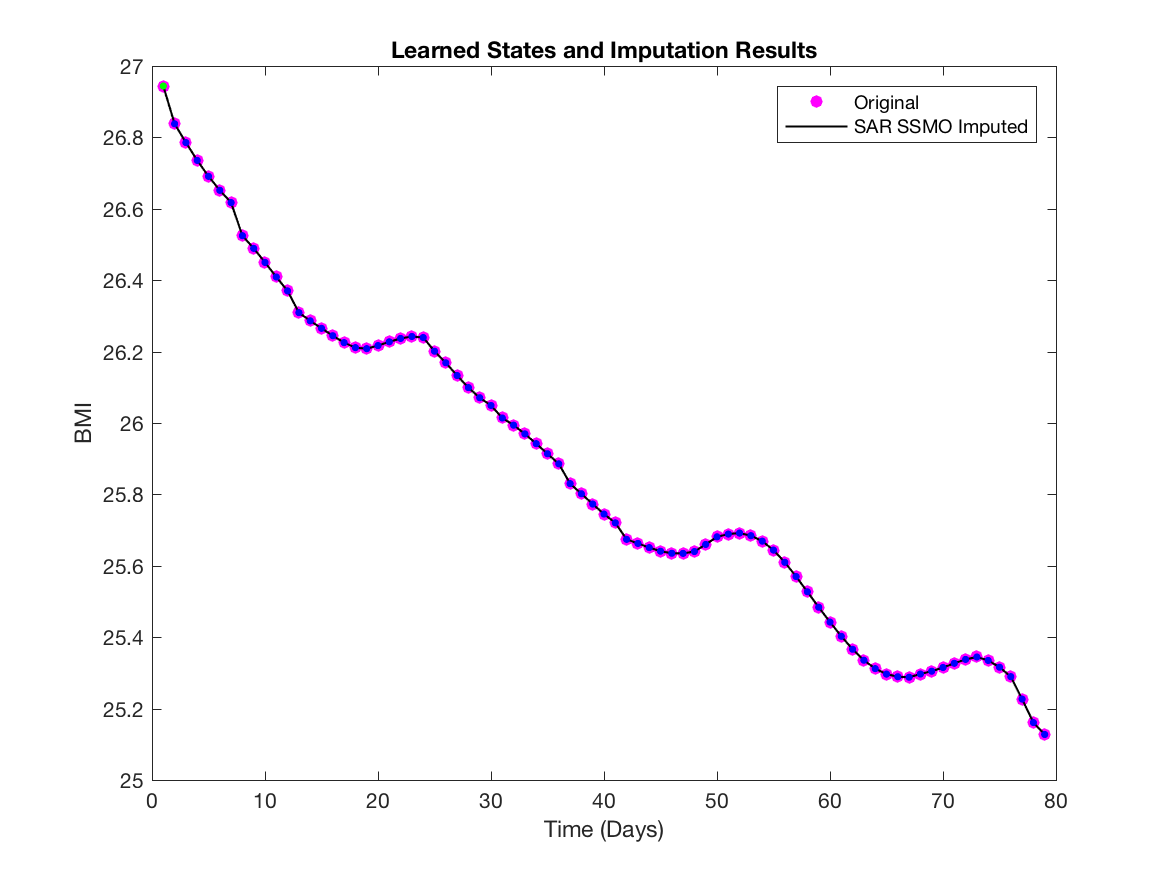 Learned States and Imputation Results
Original
SAR SSMO Imputed
27
26.8
26.6
26.4
26.2
26
25.8
25.6
25.4
25.2
25
BMI
0 10 20 30 40 50 60 70 80
Time (Days)